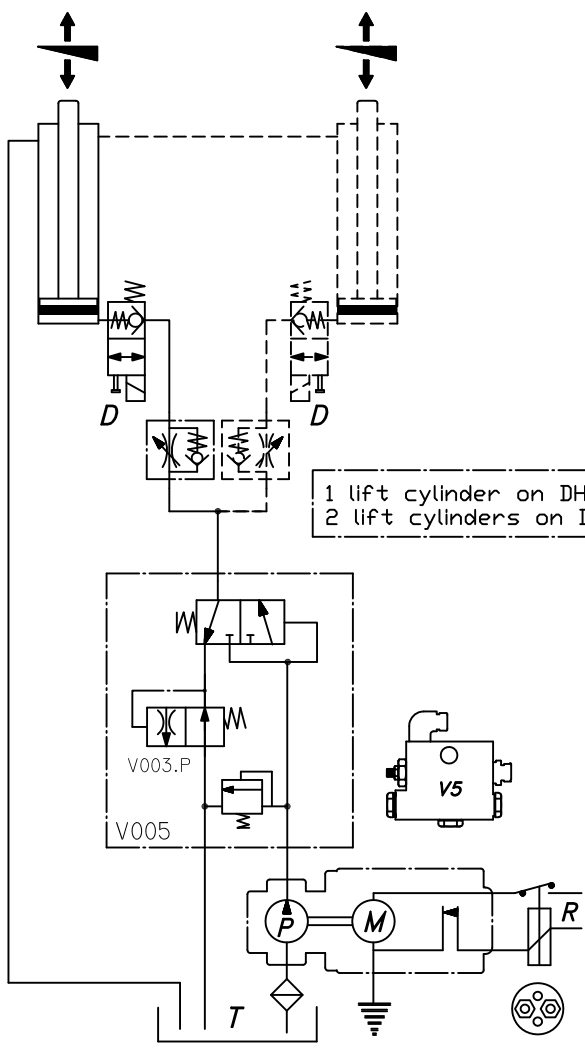 D
D
1 lift cylinder on DH
2 lift cylinders on
V003.P
V5
V005
P
M
R
T